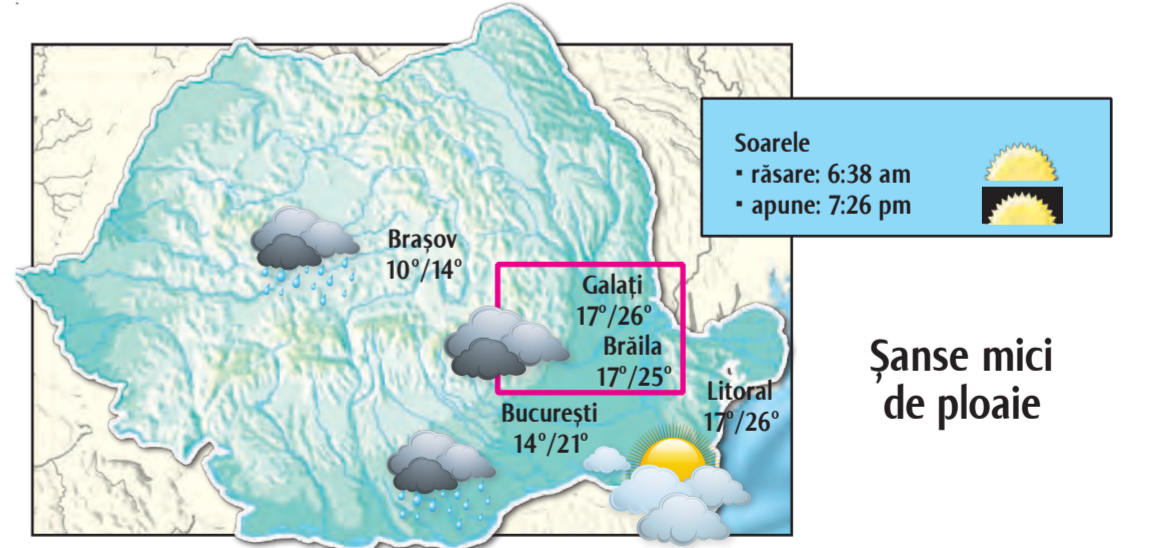 Soarele
▪ răsare: 6:38 am
▪ apune: 7:26 pm
Brașov
10°/14°
Galați
17°/26°
Brăila
17°/25°
Litoral
17°/26°
București
14°/21°
Șanse mici
de ploaie